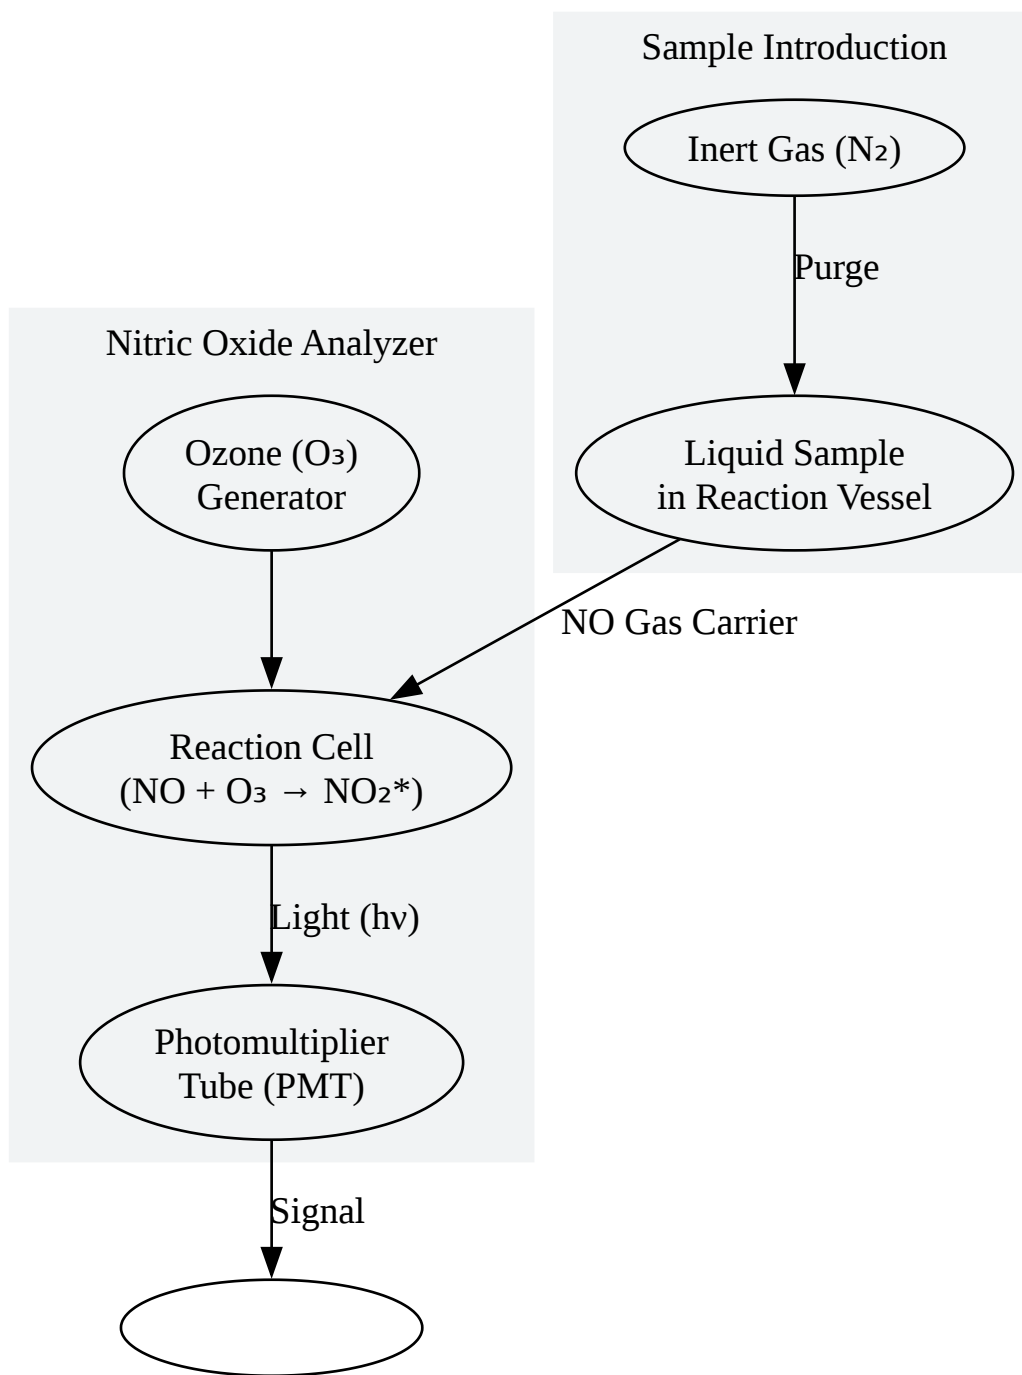 Sample Introduction
Inert Gas (N₂)
Purge
Nitric Oxide Analyzer
Ozone (O₃)
Generator
Liquid Sample
in Reaction Vessel
NO Gas Carrier
Reaction Cell
(NO + O₃ → NO₂*)
Light (hν)
Photomultiplier
Tube (PMT)
Signal